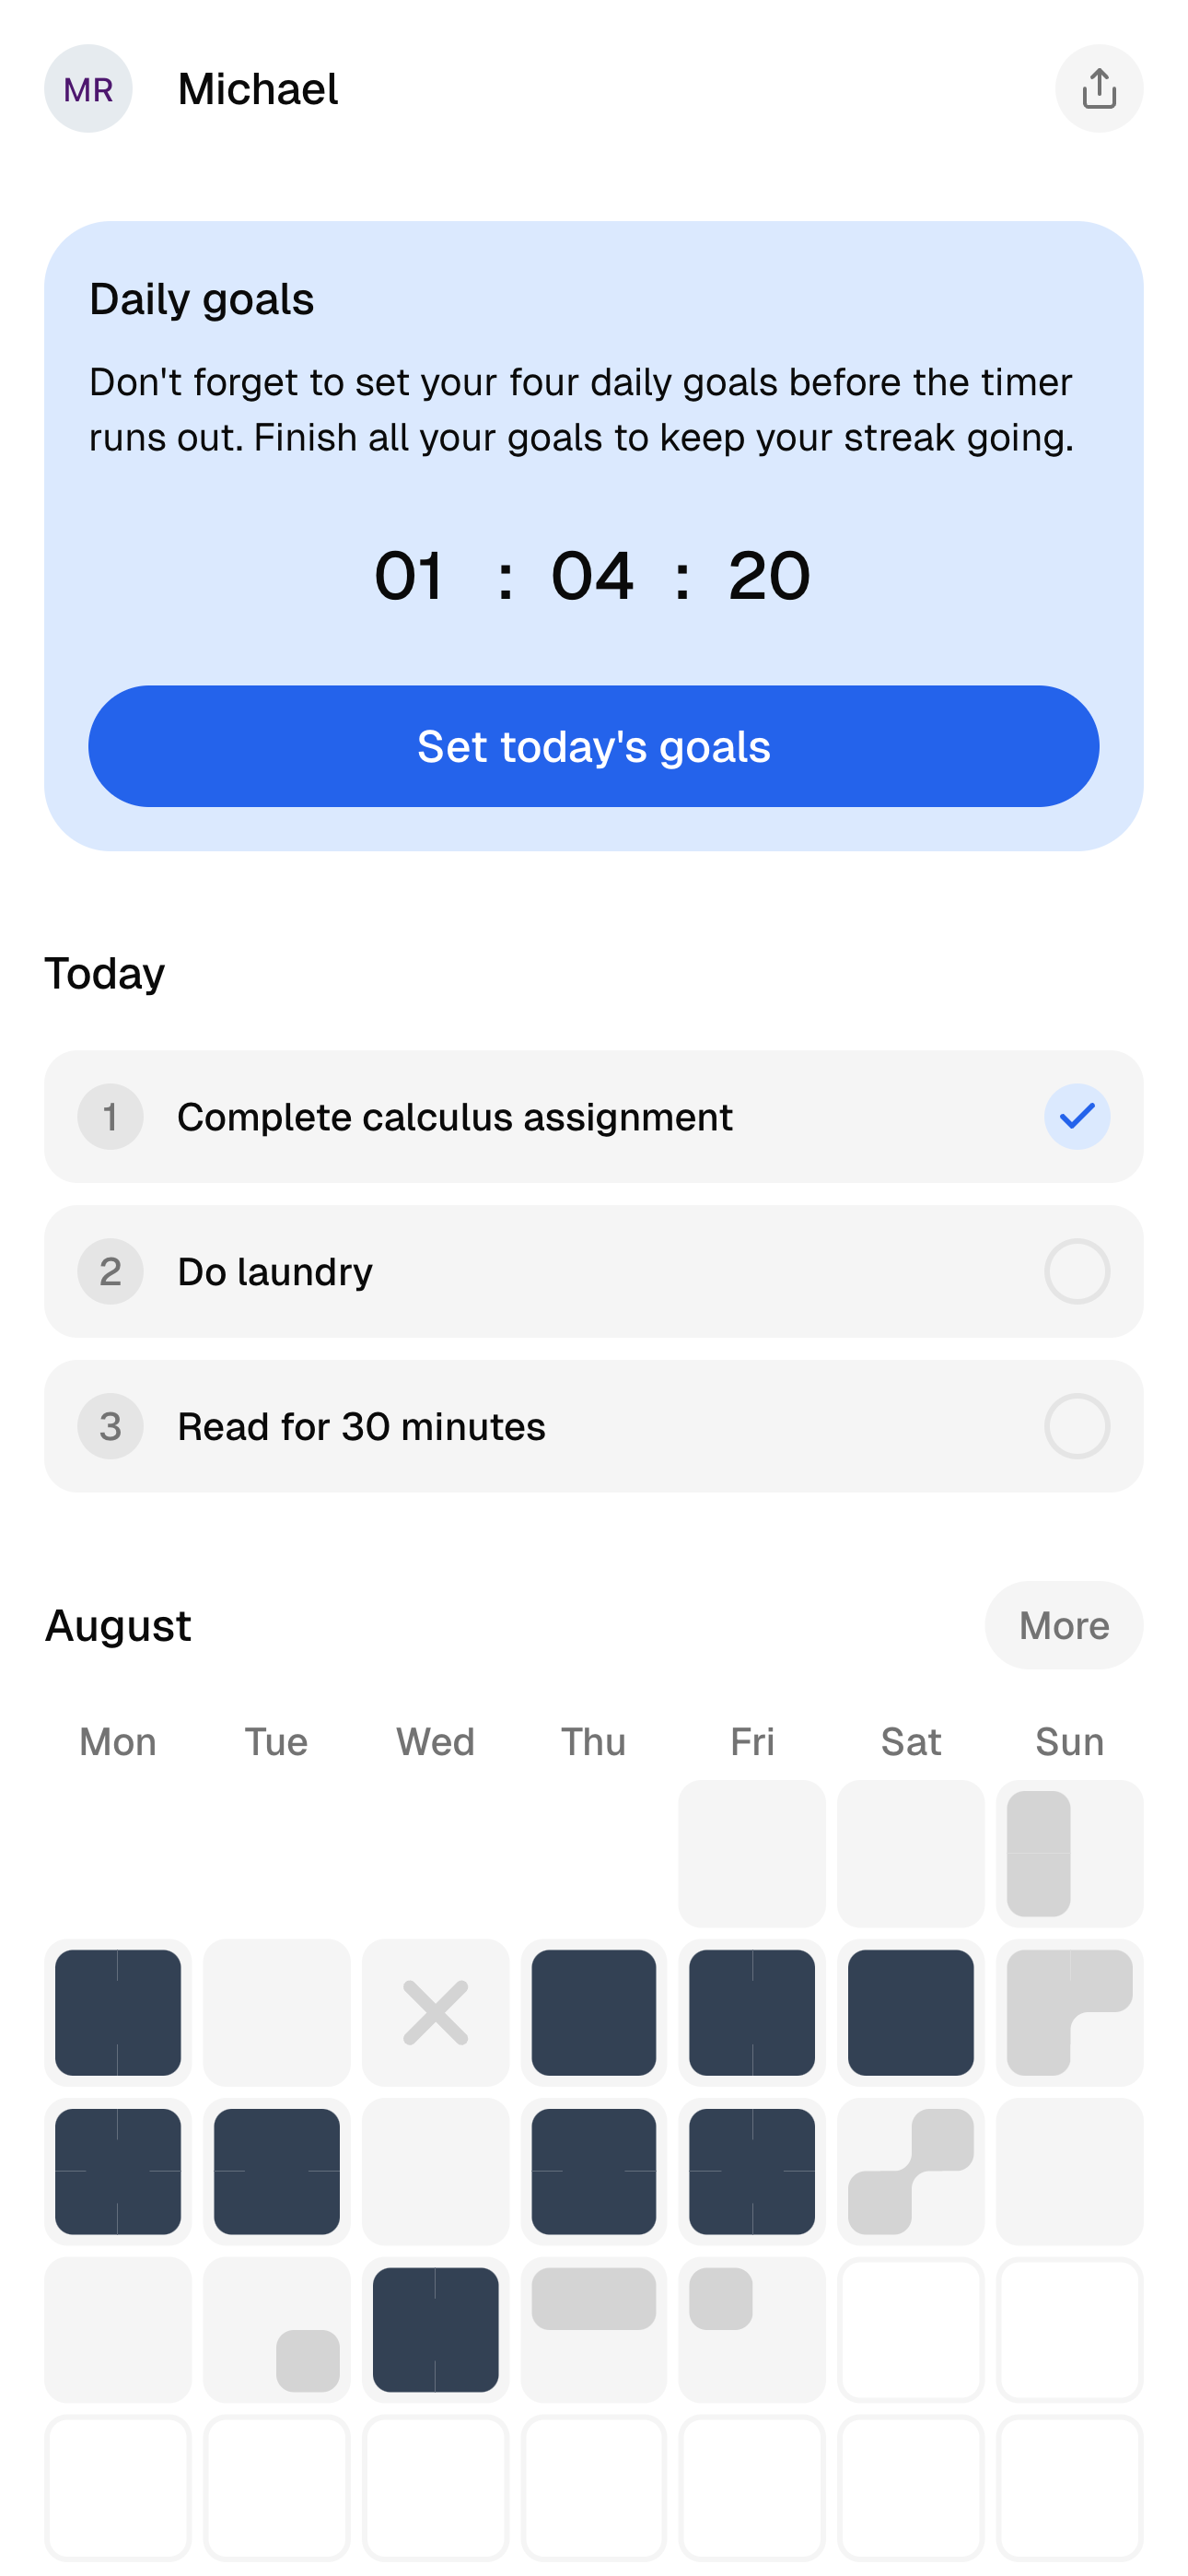 MR
Michael
Daily goals
Don't forget to set your four daily goals before the timer
runs out. Finish all your goals to keep your streak going.
01 : 04 : 20
Set today's goals
Today
1 Complete calculus assignment
2 Do laundry
3 Read for 30 minutes
August More
Mon Tue Wed Thu Fri Sat Sun